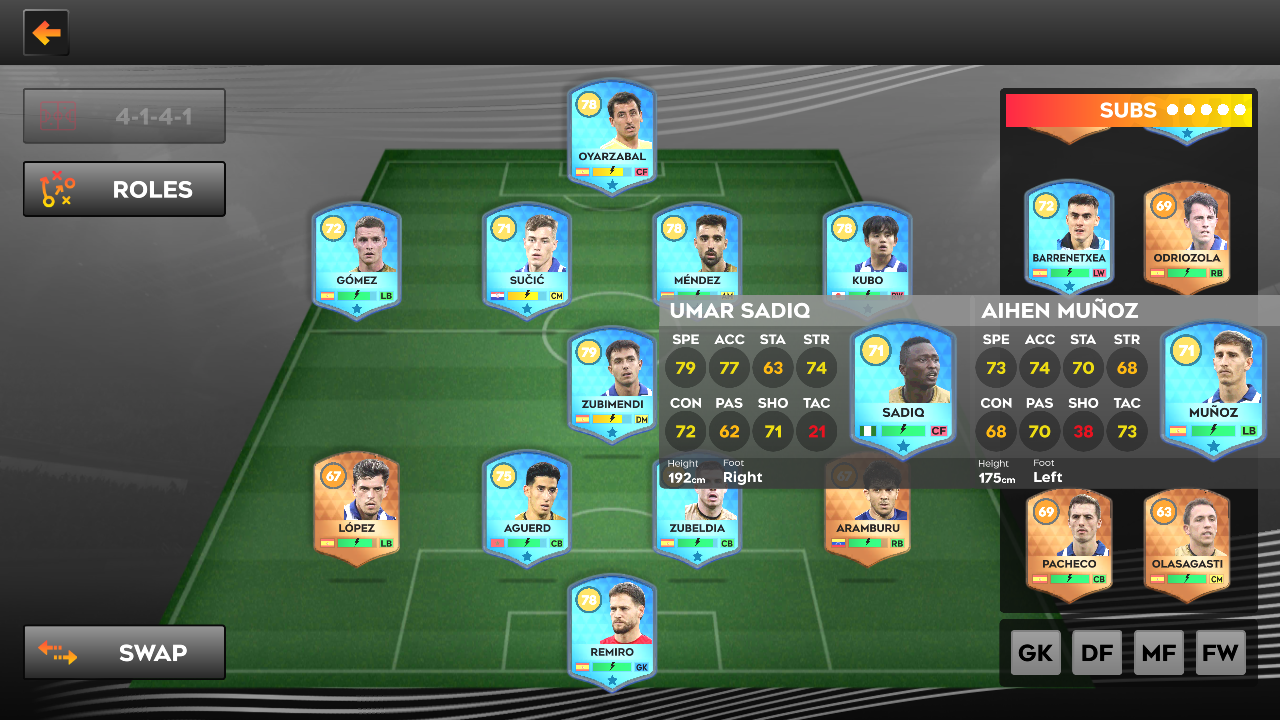 4-1-4-1
ROLES
SWAP
78
OYARZABAL
CF
72
GÓMEZ
LB
71
SUČIĆ
CM
78
MÉNDEZ
78
KUBO
79
ZUBIMENDI
DM
67
LÓPEZ
LB
75
AGUERD
CB
ZUBELDIA
CB
67
ARAMBURU
RB
78
REMIRO
GK
UMAR SADIQ
SPE ACC STA STR
79 77 63 74
CON PAS SHO TAC
72 62 71 21
Height Foot
192cm Right
71
SADIQ
CF
AIHEN MUÑOZ
SPE ACC STA STR
73 74 70 68
CON PAS SHO TAC
68 70 38 73
Height Foot
175cm Left
71
MUÑOZ
LB
SUBS
73
BARRENETXEA
LW
69
ODRIOZOLA
RB
69
PACHECO
CB
63
OLASAGASTI
CM
GK DF MF FW